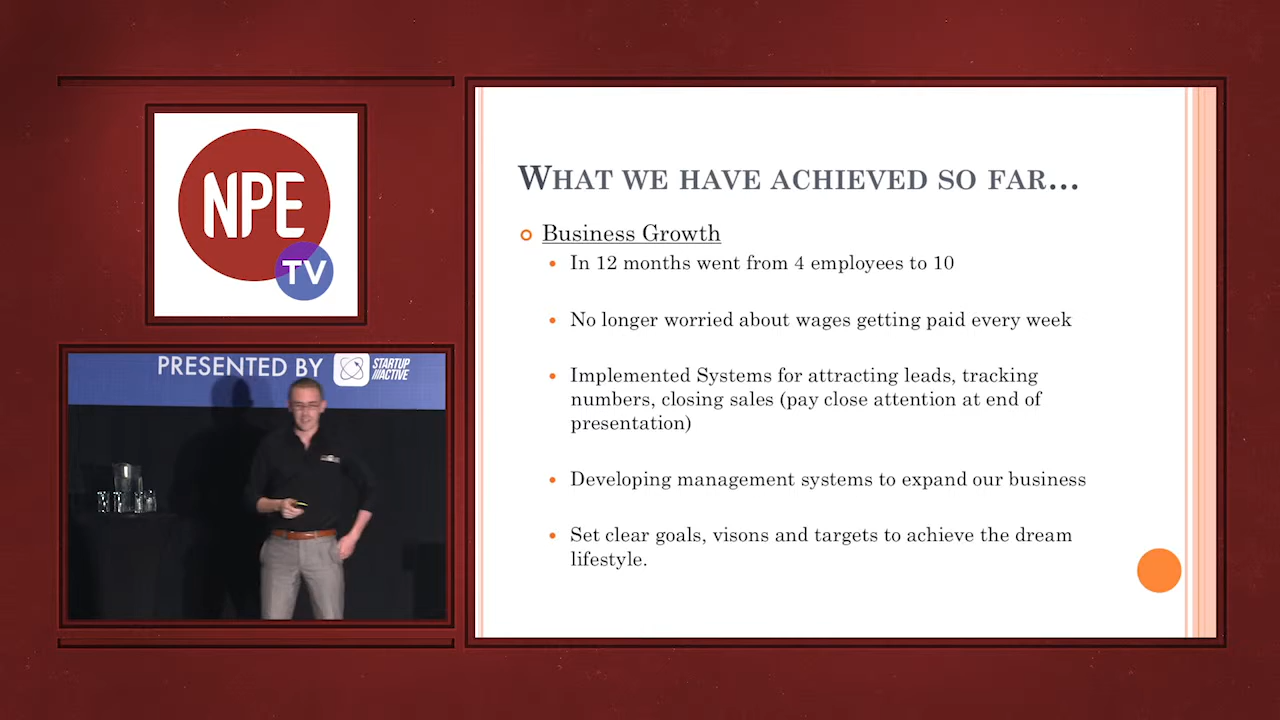 NPE
TV
PRESENTED BY STARTUP
ACTIVE
WHAT WE HAVE ACHIEVED SO FAR...
Business Growth
In 12 months went from 4 employees to 10
No longer worried about wages getting paid every week
Implemented Systems for attracting leads, tracking
numbers, closing sales (pay close attention at end of
presentation)
Developing management systems to expand our business
Set clear goals, visons and targets to achieve the dream
lifestyle.